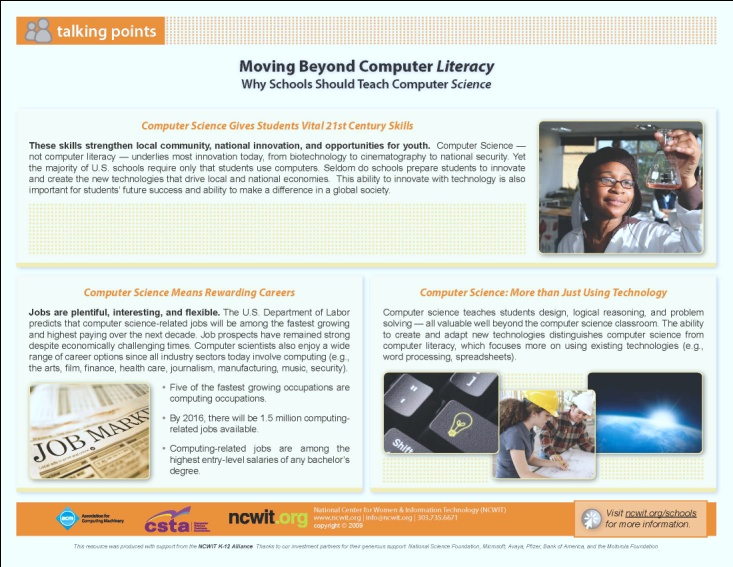 talking points
Moving Beyond Computer Literacy
Why Schools Should Teach Computer Science
Computer Science Gives Students Vital 21st Century Skills
These skills strengthen local community, national innovation, and opportunities for youth. Computer Science —
not computer literacy — underlies most innovation today, from biotechnology to cinematography to national security. Yet
the majority of U.S. schools require only that students use computers. Seldom do schools prepare students to innovate
and create the new technologies that drive local and national economies. This ability to innovate with technology is also
important for students' future success and ability to make a difference in a global society.
Computer Science Means Rewarding Careers
Jobs are plentiful, interesting, and flexible. The U.S. Department of Labor
predicts that computer science-related jobs will be among the fastest growing
and highest paying over the next decade. Job prospects have remained strong
despite economically challenging times. Computer scientists also enjoy a wide
range of career options since all industry sectors today involve computing (e.g.,
the arts, film, finance, health care, journalism, manufacturing, music, security).
JOB MARKE
• Five of the fastest growing occupations are
computing occupations.
• By 2016, there will be 1.5 million computing-
related jobs available.
• Computing-related jobs are among the
highest entry-level salaries of any bachelor's
degree.
Computer Science: More than Just Using Technology
Computer science teaches students design, logical reasoning, and problem
solving — all valuable well beyond the computer science classroom. The ability
to create and adapt new technologies distinguishes computer science from
computer literacy, which focuses more on using existing technologies (e.g.,
word processing, spreadsheets).
Shift
acm
Association for
Computing Machinery
csta
ncwit.org
National Center for Women & Information Technology (NCWIT)
www.ncwit.org | info@ncwit.org | 303.735.6671
copyright © 2009
Visit ncwit.org/schools
for more information.
This resource was produced with support from the NCWIT K-12 Alliance. Thanks to our investment partners for their generous support: National Science Foundation, Microsoft, Avaya, Pfizer, Bank of America, and the Motorola Foundation.